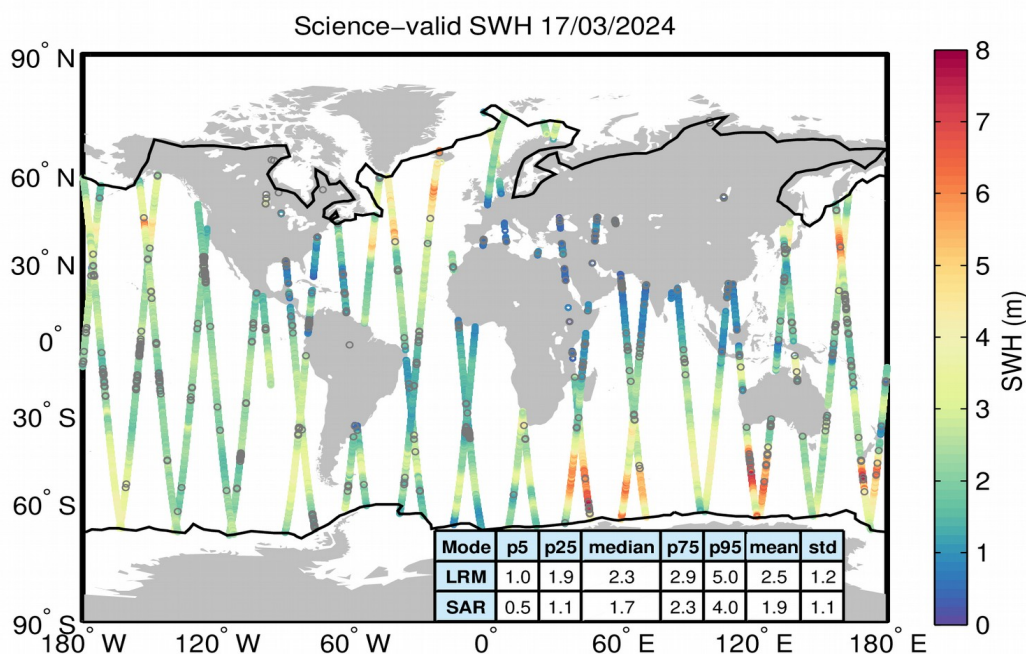 Science−valid SWH 17/03/2024
90° N
60° N
30° N
0°
30° S
60° S
90° S
180° W
120° W
60° W
0°
60° E
120° E
180° E
8
7
6
5
4
3
2
1
0
SWH (m)
Mode p5 p25 median p75 p95 mean std
LRM 1.0 1.9 2.3 2.9 5.0 2.5 1.2
SAR 0.5 1.1 1.7 2.3 4.0 1.9 1.1